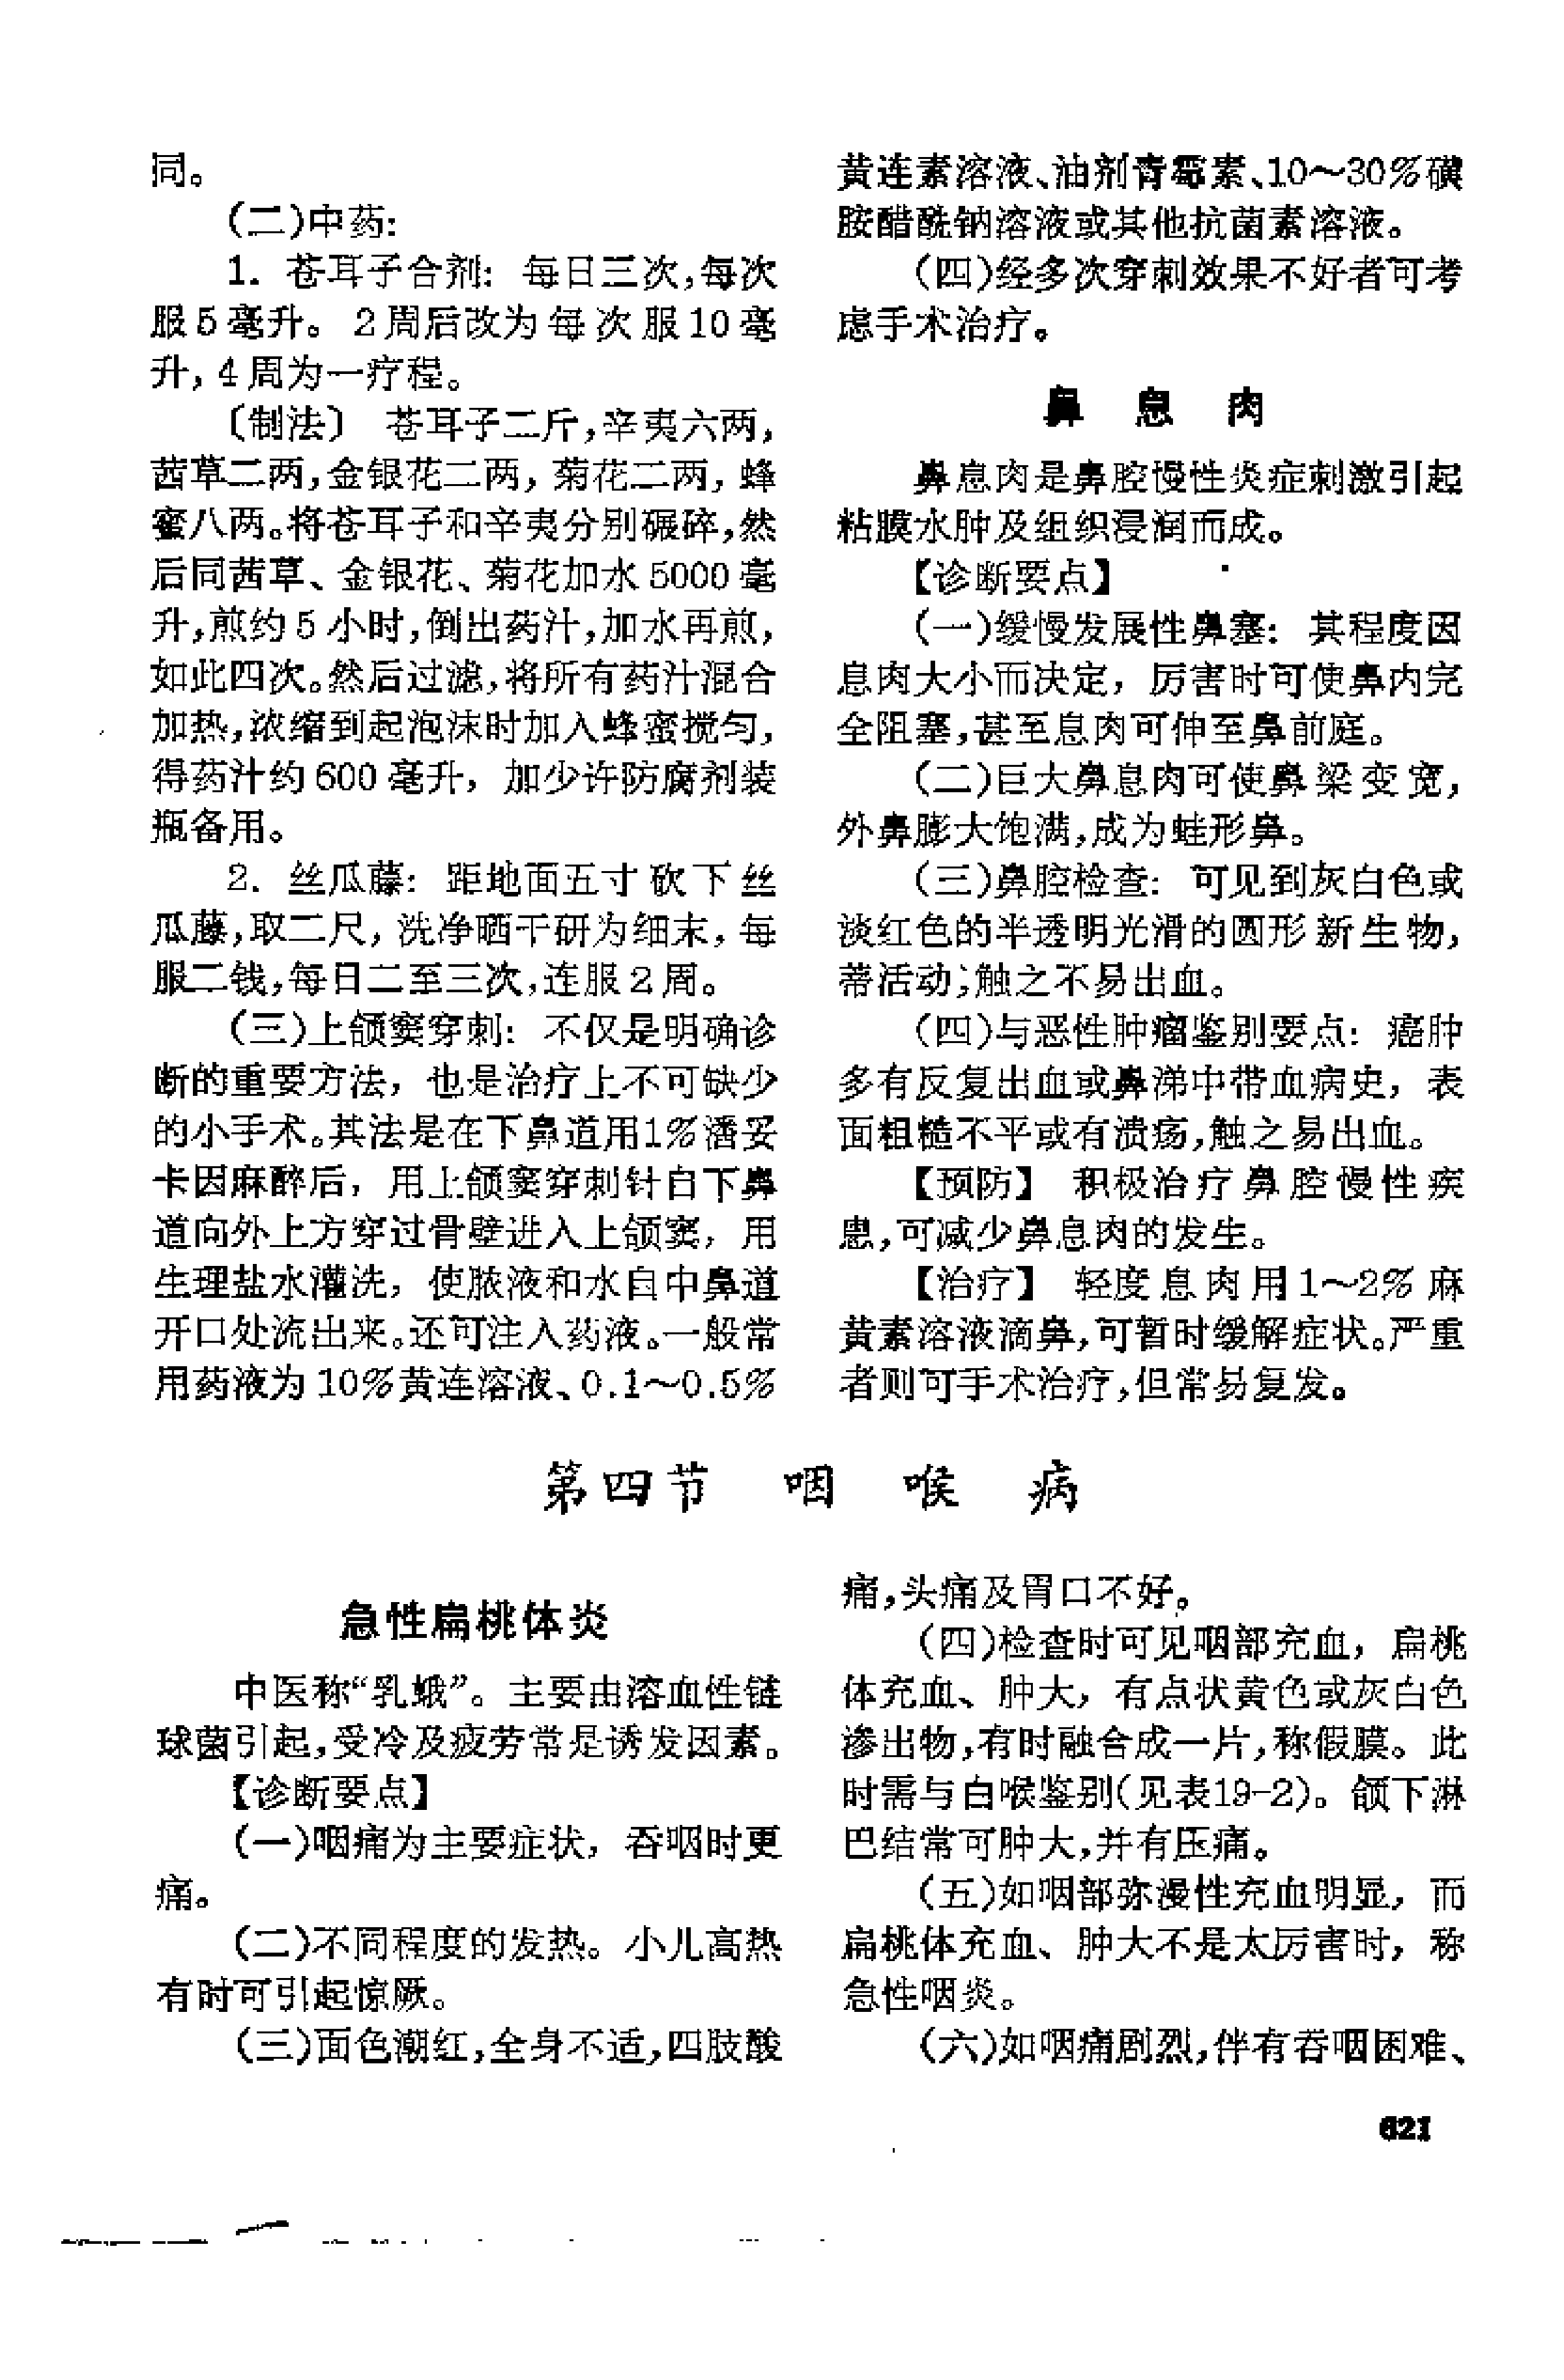 同。
(二)中药:
1. 苍耳子合剂: 每日三次,每次
服5毫升。 2周后改为每次服10毫
升, 4周为一疗程。
〔制法〕 苍耳子二斤,辛夷六两,
茜草二两,金银花二两, 菊花二两, 蜂
蜜八两。将苍耳子和辛夷分别碾碎,然
后同茜草、金银花、菊花加水5000毫
升,煎约5小时,倒出药汁,加水再煎,
如此四次。然后过滤,将所有药汁混合
加热,浓缩到起泡沫时加入蜂蜜搅匀,
得药汁约600毫升, 加少许防腐剂装
瓶备用。
2. 丝瓜藤: 距地面五寸砍下丝
瓜藤,取二尺, 洗净晒干研为细末, 每
服二钱,每日二至三次,连服2周。
(三)上颌窦穿刺: 不仅是明确诊
断的重要方法, 也是治疗上不可缺少
的小手术。其法是在下鼻道用1%潘妥
卡因麻醉后, 用上颌窦穿刺针自下鼻
道向外上方穿过骨壁进入上颌窦, 用
生理盐水灌洗, 使脓液和水自中鼻道
开口处流出来。还可注入药液。一般常
用药液为10%黄连溶液、0.1～0.5%
黄连素溶液、油剂青霉素、10～30%磺
胺醋酰钠溶液或其他抗菌素溶液。
(四)经多次穿刺效果不好者可考
虑手术治疗。
鼻 息 肉
鼻息肉是鼻腔慢性炎症刺激引起
粘膜水肿及组织浸润而成。
【诊断要点】
(一)缓慢发展性鼻塞: 其程度因
息肉大小而决定, 厉害时可使鼻内完
全阻塞,甚至息肉可伸至鼻前庭。
(二)巨大鼻息肉可使鼻梁变宽,
外鼻膨大饱满,成为蛙形鼻。
(三)鼻腔检查: 可见到灰白色或
淡红色的半透明光滑的圆形新生物,
蒂活动;触之不易出血。
(四)与恶性肿瘤鉴别要点: 癌肿
多有反复出血或鼻涕中带血病史, 表
面粗糙不平或有溃疡,触之易出血。
【预防】 积极治疗鼻腔慢性疾
患,可减少鼻息肉的发生。
【治疗】 轻度息肉用1～2%麻
黄素溶液滴鼻,可暂时缓解症状。严重
者则可手术治疗,但常易复发。
第四节 咽 喉 病
急性扁桃体炎
中医称“乳蛾”。主要由溶血性链
球菌引起,受冷及疲劳常是诱发因素。
【诊断要点】
(一)咽痛为主要症状, 吞咽时更
痛。
(二)不同程度的发热。小儿高热
有时可引起惊厥。
(三)面色潮红,全身不适,四肢酸
痛,头痛及胃口不好。
(四)检查时可见咽部充血, 扁桃
体充血、肿大, 有点状黄色或灰白色
渗出物,有时融合成一片,称假膜。此
时需与白喉鉴别(见表19-2)。颌下淋
巴结常可肿大,并有压痛。
(五)如咽部弥漫性充血明显, 而
扁桃体充血、肿大不是太厉害时, 称
急性咽炎。
(六)如咽痛剧烈,伴有吞咽困难、
621